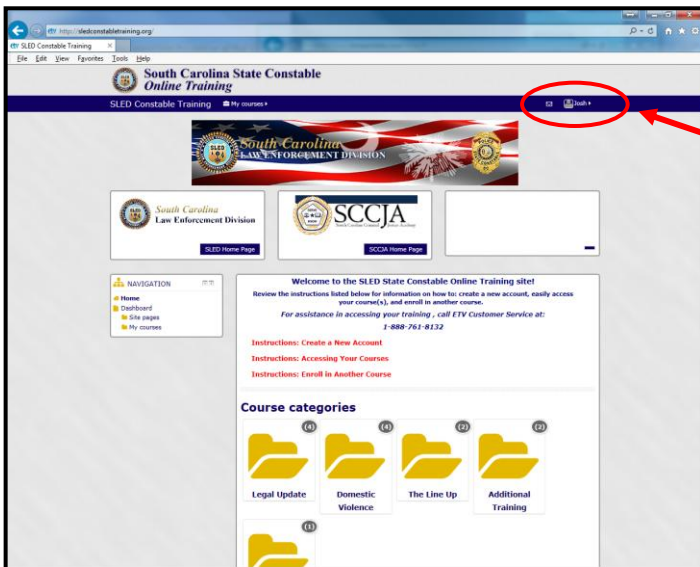 http://sledconstabletraining.org/
SLED Constable Training
File Edit View Favorites Tools Help
South Carolina State Constable
Online Training
SLED Constable Training My courses Josh
South Carolina
LAW ENFORCEMENT DIVISION
South Carolina
Law Enforcement Division
SLED Home Page
SCCJA
South Carolina Criminal Justice Academy
SCCJA Home Page
NAVIGATION
Home
Dashboard
Site pages
My courses
Welcome to the SLED State Constable Online Training site!
Review the instructions listed below for information on how to: create a new account, easily access
your course(s), and enroll in another course.
For assistance in accessing your training , call ETV Customer Service at:
1-888-761-8132
Instructions: Create a New Account
Instructions: Accessing Your Courses
Instructions: Enroll in Another Course
Course categories
(4)
Legal Update
(4)
Domestic
Violence
(2)
The Line Up
(2)
Additional
Training
(1)